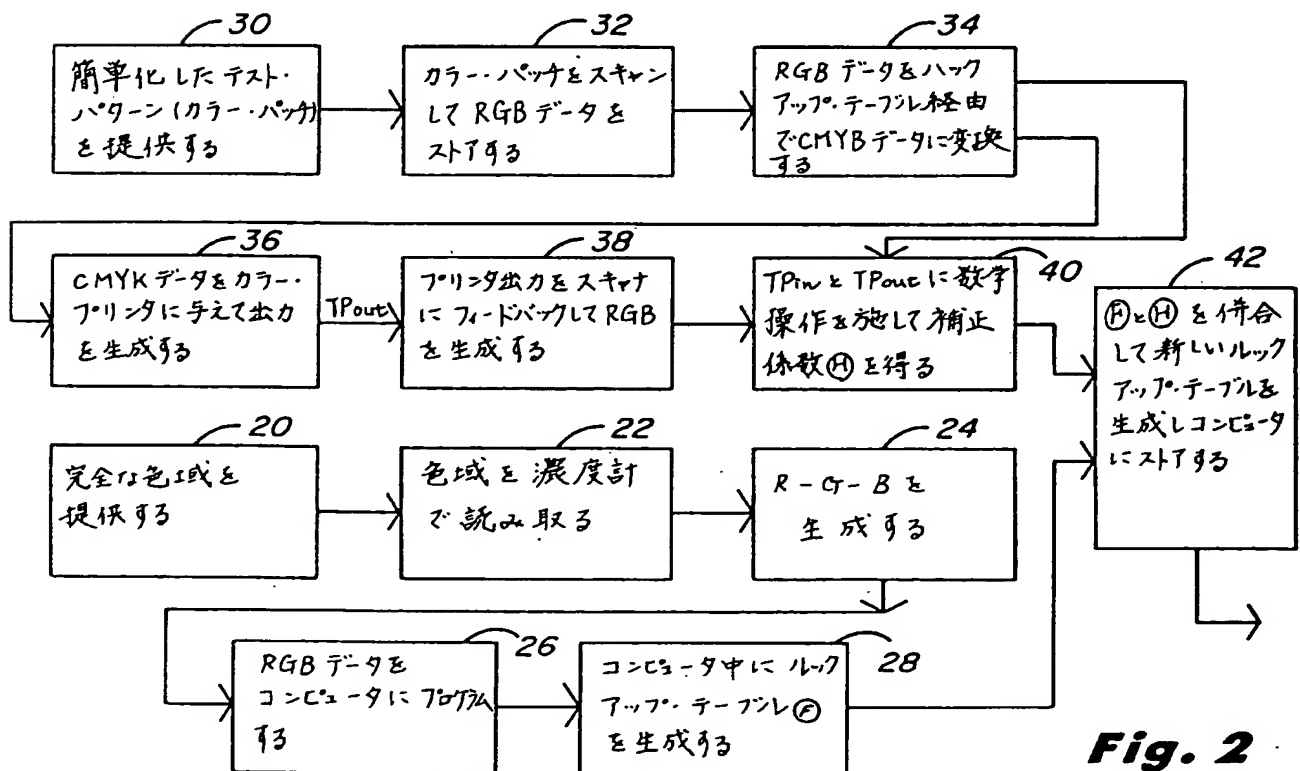 30
簡単化したテスト・
パターン(カラー・パッチ)
を提供する
32
カラー・パッチをスキャン
して RGBデータを
ストアする
34
RGBデータをハック
アップ・テーブル経由
でCMYBデータに変換
する
36
CMYKデータをカラー・
プリンタに与えて出力
を生成する
TPout
38
プリンタ出力をスキャナ
にフィードバックしてRGB
を生成する
40
TPinとTPoutに数学
操作を施して補正
係数Ⓗを得る
42
ⒻとⒽを併合
して新しいルック
アップ・テーブルを
生成しコンピュータ
にストアする
20
完全な色域を
提供する
22
色域を濃度計
で読み取る
24
R-G-Bを
生成する
26
RGBデータを
コンピュータにプログラム
する
28
コンピュータ中にルック
アップ・テーブルⒻ
を生成する
Fig. 2